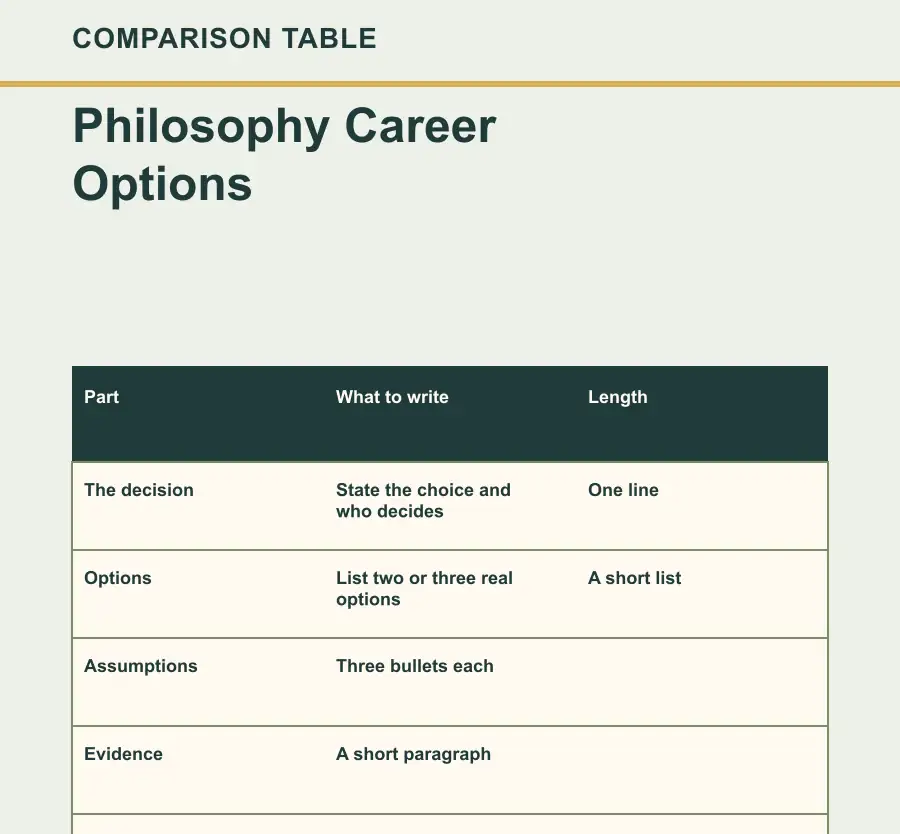 COMPARISON TABLE
Philosophy Career
Options
Part What to write Length
The decision State the choice and One line
who decides
Options List two or three real A short list
options
Assumptions Three bullets each
Evidence A short paragraph